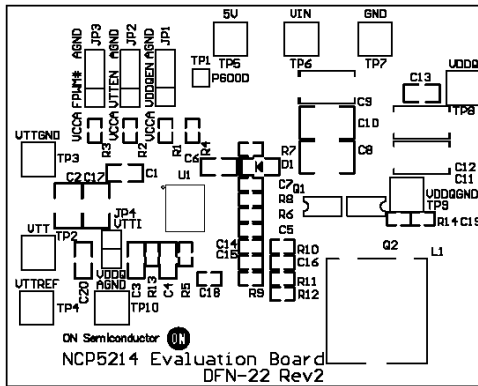 5V VIN GND
AGND JP3 AGND JP2 AGND JP1
TP1 TP5 TP6 TP7 VDDQ
PGOOD C13
FPWM# VTTEN VDDQEN
VCCA VCCA VCCA C9 TP8
C10
VTTGND R3 R2 R1 R4 R7 C8
TP3 C6 D1 C12
C2 C17 C1 U1 C7 Q1 C11
R8 VDDQGND
VTT JP4 R6 TP9
TP2 VTTI C5 R14 C19
C14 R10 Q2 L1
C15 C16
VTTREF C20 VDDQ C3 R13 C4 R5 C18 R9 R11
TP4 AGND R12
TP10
ON Semiconductor ON
NCP5214 Evaluation Board
DFN-22 Rev2